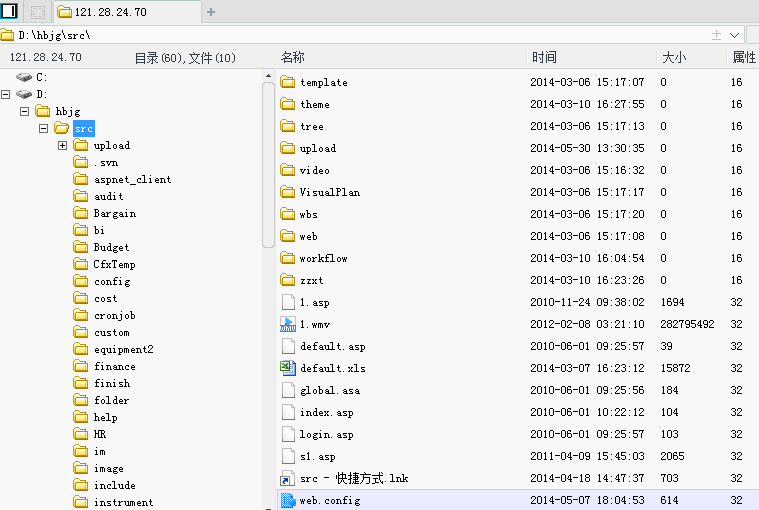 121.28.24.70
D:\hbjg\src\
121.28.24.70 目录(60),文件(10) 名称 时间 大小 属性
C:
D:
hbjg
src
upload
.svn
aspnet_client
audit
Bargain
bi
Budget
CfxTemp
config
cost
cronjob
custom
equipment2
finance
finish
folder
help
HR
im
image
include
instrument
template 2014-03-06 15:17:07 0 16
theme 2014-03-10 16:27:55 0 16
tree 2014-03-06 15:17:13 0 16
upload 2014-05-30 13:30:35 0 16
video 2014-03-06 15:16:32 0 16
VisualPlan 2014-03-06 15:17:17 0 16
wbs 2014-03-06 15:17:20 0 16
web 2014-03-06 15:17:08 0 16
workflow 2014-03-10 16:04:54 0 16
zzxt 2014-03-10 16:23:26 0 16
1.asp 2010-11-24 09:38:02 1694 32
1.wmv 2012-02-08 03:21:10 282795492 32
default.asp 2010-06-01 09:25:57 39 32
default.xls 2014-03-07 16:23:12 15872 32
global.asa 2010-06-01 09:25:56 184 32
index.asp 2010-06-01 10:22:12 104 32
login.asp 2010-06-01 09:25:57 103 32
s1.asp 2011-04-09 15:45:03 2065 32
src - 快捷方式.lnk 2014-04-18 14:47:37 703 32
web.config 2014-05-07 18:04:53 614 32